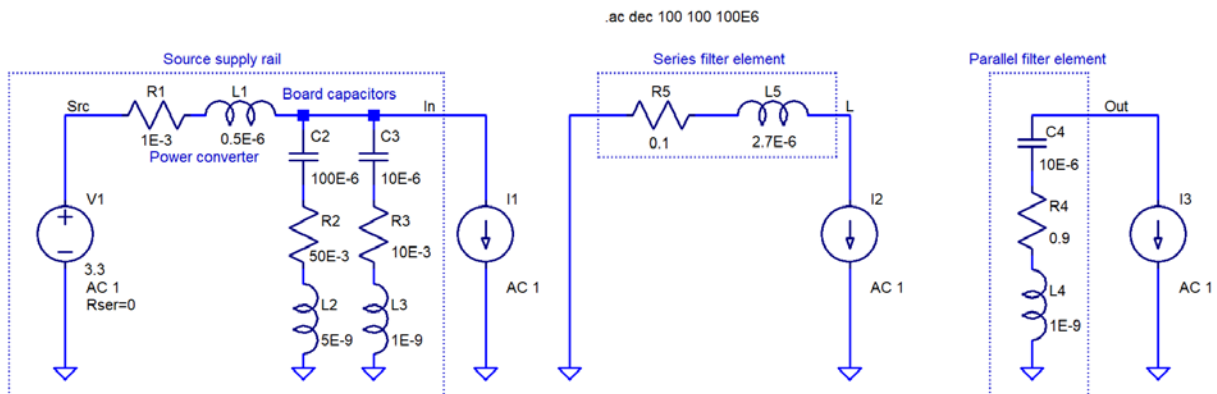 .ac dec 100 100 100E6
Source supply rail
Series filter element
Parallel filter element
Src
R1
L1
Board capacitors
In
R5
L5
L
Out
1E-3
0.5E-6
Power converter
C2
C3
0.1
2.7E-6
C4
100E-6
10E-6
10E-6
V1
R2
R3
I1
I2
R4
I3
+
-
50E-3
10E-3
0.9
3.3
AC 1
Rser=0
L2
L3
AC 1
AC 1
L4
AC 1
5E-9
1E-9
1E-9